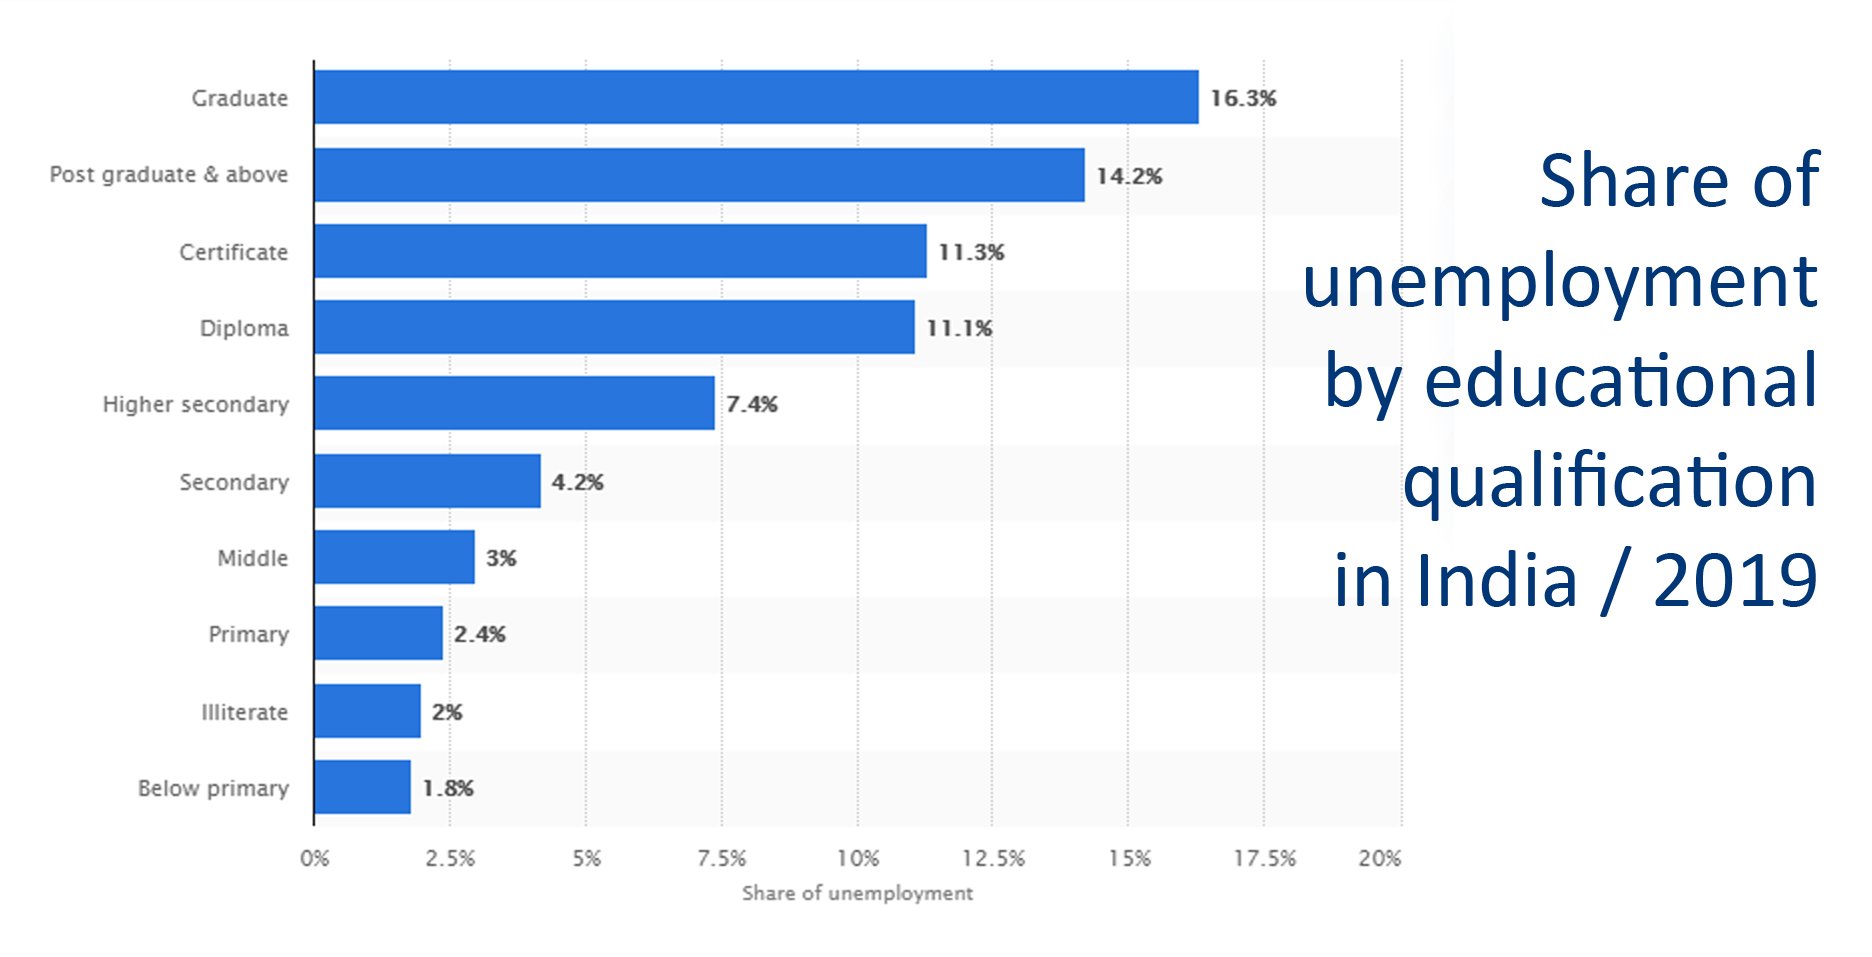 Graduate 16.3%
Post graduate & above 14.2%
Certificate 11.3%
Diploma 11.1%
Higher secondary 7.4%
Secondary 4.2%
Middle 3%
Primary 2.4%
Illiterate 2%
Below primary 1.8%
0% 2.5% 5% 7.5% 10% 12.5% 15% 17.5% 20%
Share of unemployment
Share of
unemployment
by educational
qualification
in India / 2019